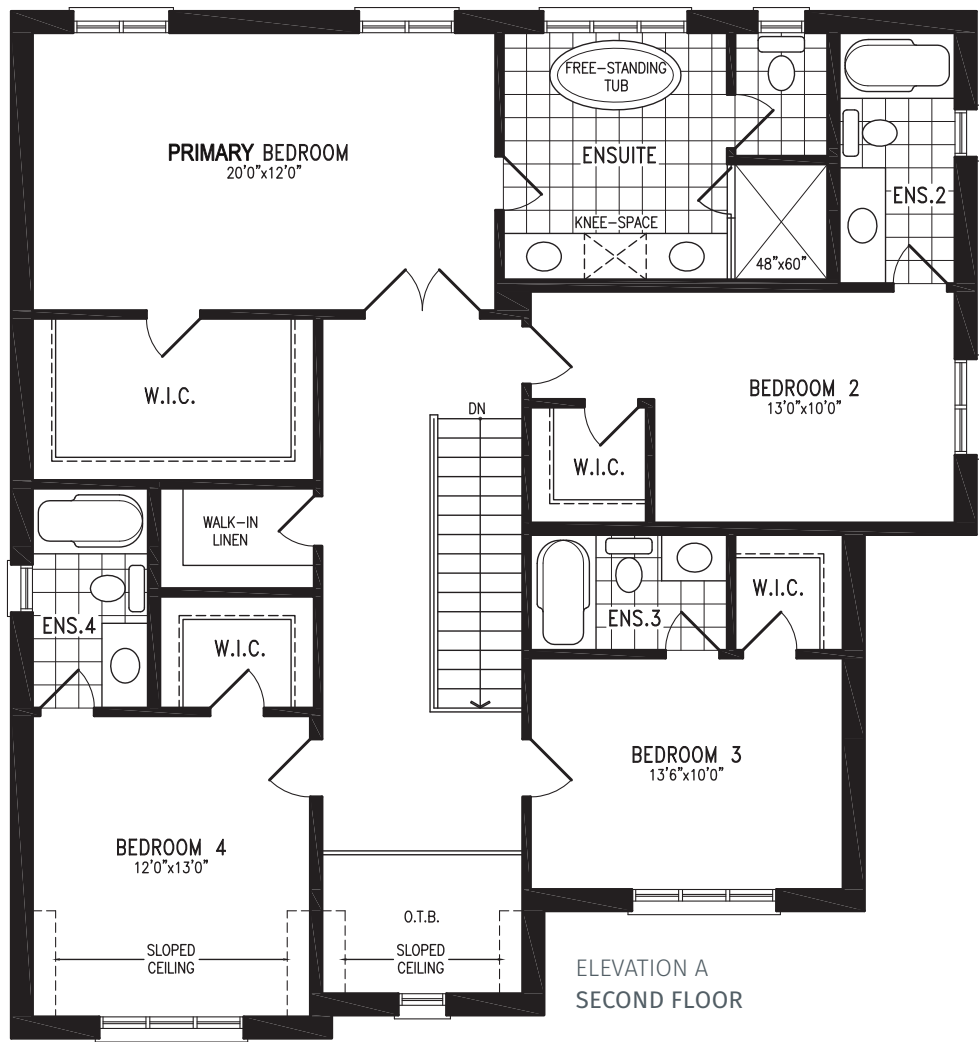 FREE-STANDING
TUB
PRIMARY BEDROOM
20'0"x12'0"
ENSUITE
ENS.2
KNEE-SPACE
48"x60"
W.I.C.
BEDROOM 2
13'0"x10'0"
DN
W.I.C.
WALK-IN
LINEN
W.I.C.
ENS.4
ENS.3
W.I.C.
BEDROOM 3
13'6"x10'0"
BEDROOM 4
12'0"x13'0"
O.T.B.
SLOPED
CEILING
SLOPED
CEILING
ELEVATION A
SECOND FLOOR